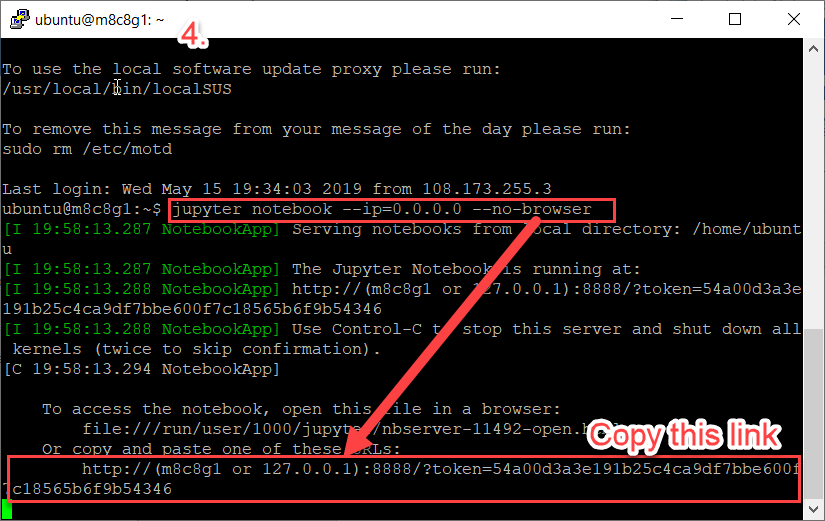 ubuntu@m8c8g1: ~
4.
To use the local software update proxy please run:
/usr/local/bin/localSUS
To remove this message from your message of the day please run:
sudo rm /etc/motd
Last login: Wed May 15 19:34:03 2019 from 108.173.255.3
ubuntu@m8c8g1:~$ jupyter notebook --ip=0.0.0.0 --no-browser
[I 19:58:13.287 NotebookApp] Serving notebooks from local directory: /home/ubunt
u
[I 19:58:13.287 NotebookApp] The Jupyter Notebook is running at:
[I 19:58:13.288 NotebookApp] http://(m8c8g1 or 127.0.0.1):8888/?token=54a00d3a3e
191b25c4ca9df7bbe600f7c18565b6f9b54346
[I 19:58:13.288 NotebookApp] Use Control-C to stop this server and shut down all
kernels (twice to skip confirmation).
[C 19:58:13.294 NotebookApp]
To access the notebook, open this file in a browser:
file:///run/user/1000/jupyter/nbserver-11492-open.h
Copy this link
Or copy and paste one of these URLs:
http://(m8c8g1 or 127.0.0.1):8888/?token=54a00d3a3e191b25c4ca9df7bbe600f
7c18565b6f9b54346